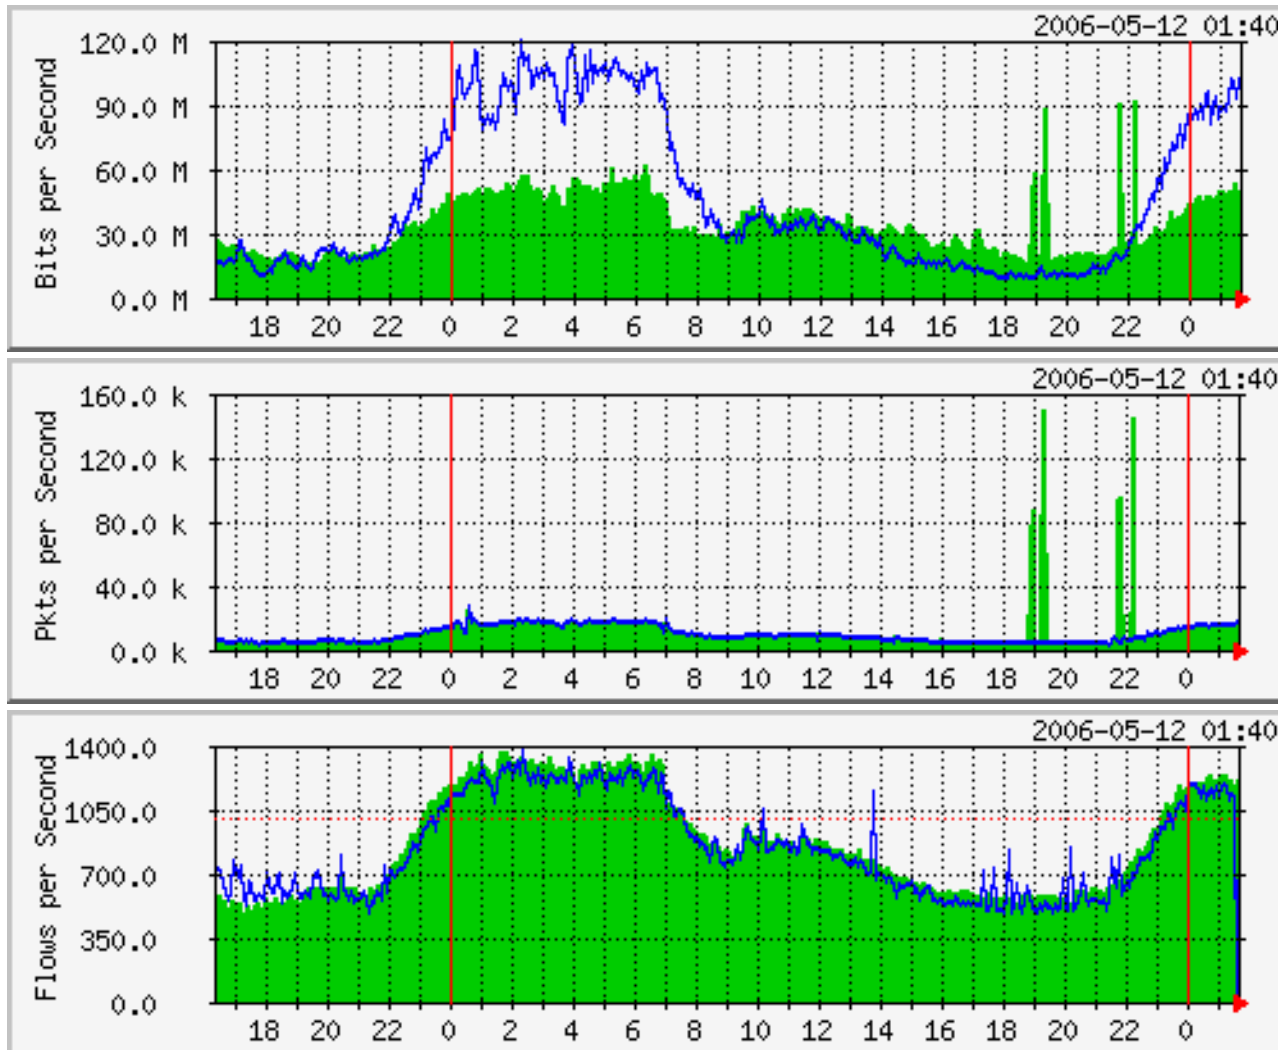 2006-05-12 01:40
120.0 M
90.0 M
60.0 M
30.0 M
0.0 M
Bits per Second
18 20 22 0 2 4 6 8 10 12 14 16 18 20 22 0
2006-05-12 01:40
160.0 k
120.0 k
80.0 k
40.0 k
0.0 k
Pkts per Second
18 20 22 0 2 4 6 8 10 12 14 16 18 20 22 0
2006-05-12 01:40
1400.0
1050.0
700.0
350.0
0.0
Flows per Second
18 20 22 0 2 4 6 8 10 12 14 16 18 20 22 0